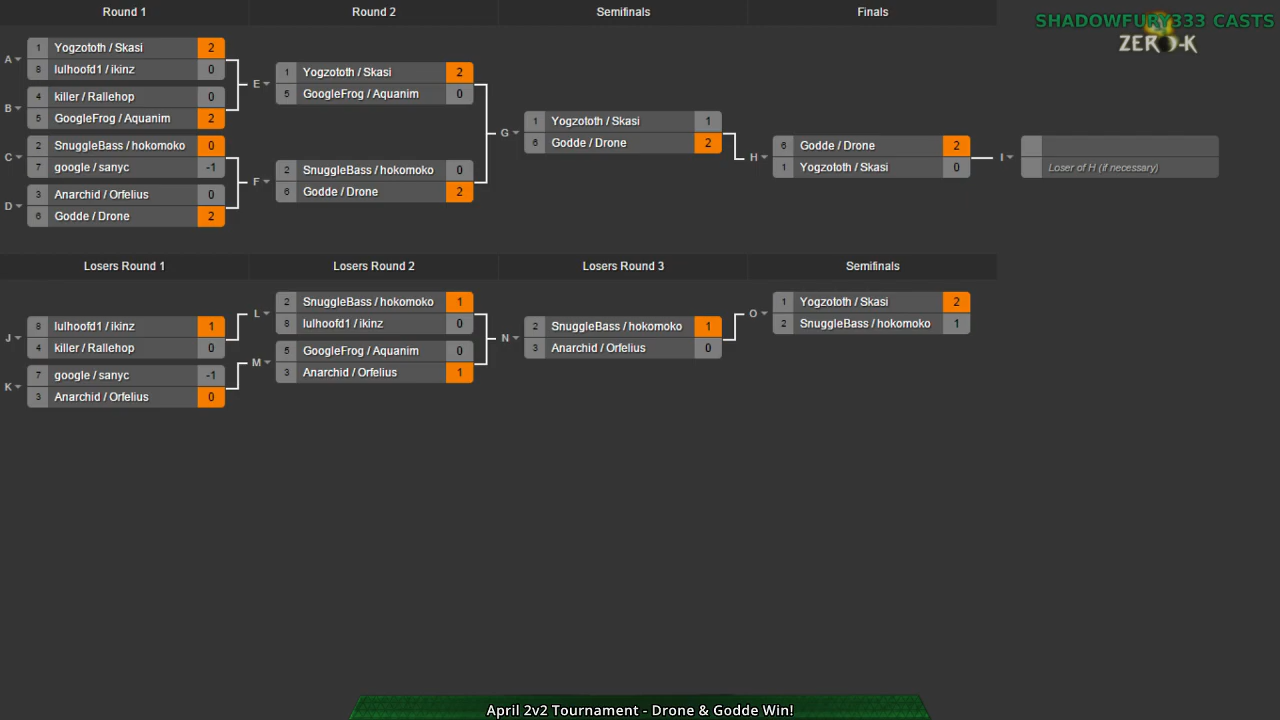 Round 1 Round 2 Semifinals Finals
SHADOWFURY333 CASTS
ZERO-K
A
1 Yogzototh / Skasi 2
8 lulhoofd1 / ikinz 0
B
4 killer / Rallehop 0
5 GoogleFrog / Aquanim 2
C
2 SnuggleBass / hokomoko 0
7 google / sanyc -1
D
3 Anarchid / Orfelius 0
6 Godde / Drone 2
E
1 Yogzototh / Skasi 2
5 GoogleFrog / Aquanim 0
F
2 SnuggleBass / hokomoko 0
6 Godde / Drone 2
G
1 Yogzototh / Skasi 1
6 Godde / Drone 2
H
6 Godde / Drone 2
1 Yogzototh / Skasi 0
I
Loser of H (if necessary)
Losers Round 1 Losers Round 2 Losers Round 3 Semifinals
J
8 lulhoofd1 / ikinz 1
4 killer / Rallehop 0
K
7 google / sanyc -1
3 Anarchid / Orfelius 0
L
2 SnuggleBass / hokomoko 1
8 lulhoofd1 / ikinz 0
M
5 GoogleFrog / Aquanim 0
3 Anarchid / Orfelius 1
N
2 SnuggleBass / hokomoko 1
3 Anarchid / Orfelius 0
O
1 Yogzototh / Skasi 2
2 SnuggleBass / hokomoko 1
April 2v2 Tournament - Drone & Godde Win!